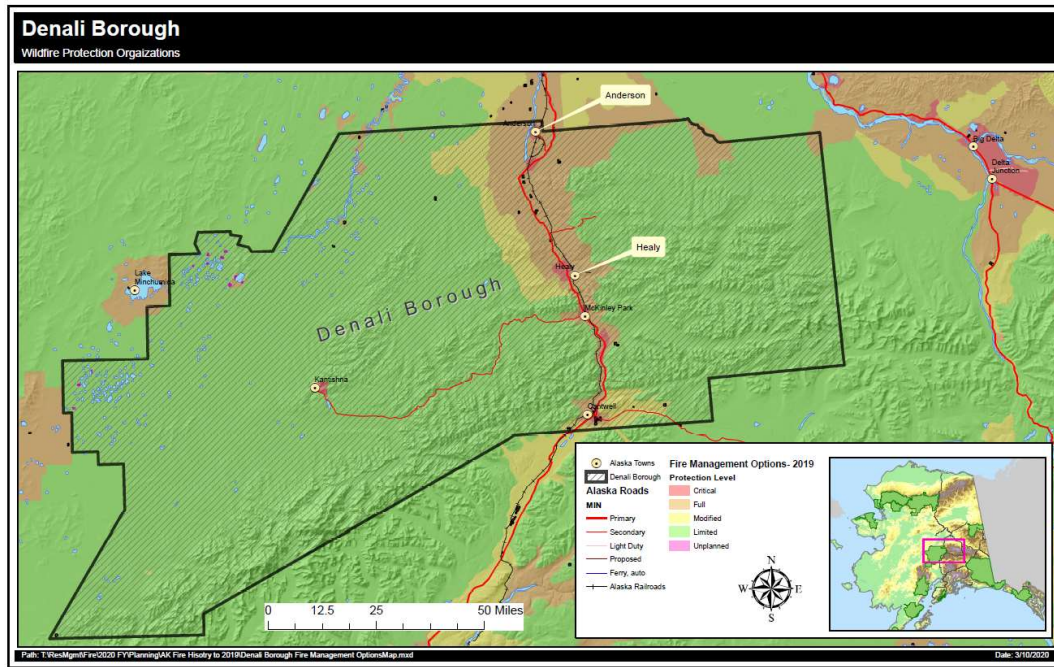 Denali Borough
Wildfire Protection Orgaizations
Anderson
Anderson
Big Delta
Delta
Junction
Healy
Healy
Lake
Minchumina
Denali Borough
McKinley Park
Kantishna
Cantwell
Alaska Towns
Denali Borough
Alaska Roads
MIN
Primary
Secondary
Light Duty
Proposed
Ferry, auto
Alaska Railroads
Fire Management Options- 2019
Protection Level
Critical
Full
Modified
Limited
Unplanned
N
W
E
S
0 12.5 25 50 Miles
Path: T:\ResMgmt\Fire\2020 FY\Planning\AK Fire Hisotry to 2019\Denali Borough Fire Management OptionsMap.mxd
Date: 3/10/2020